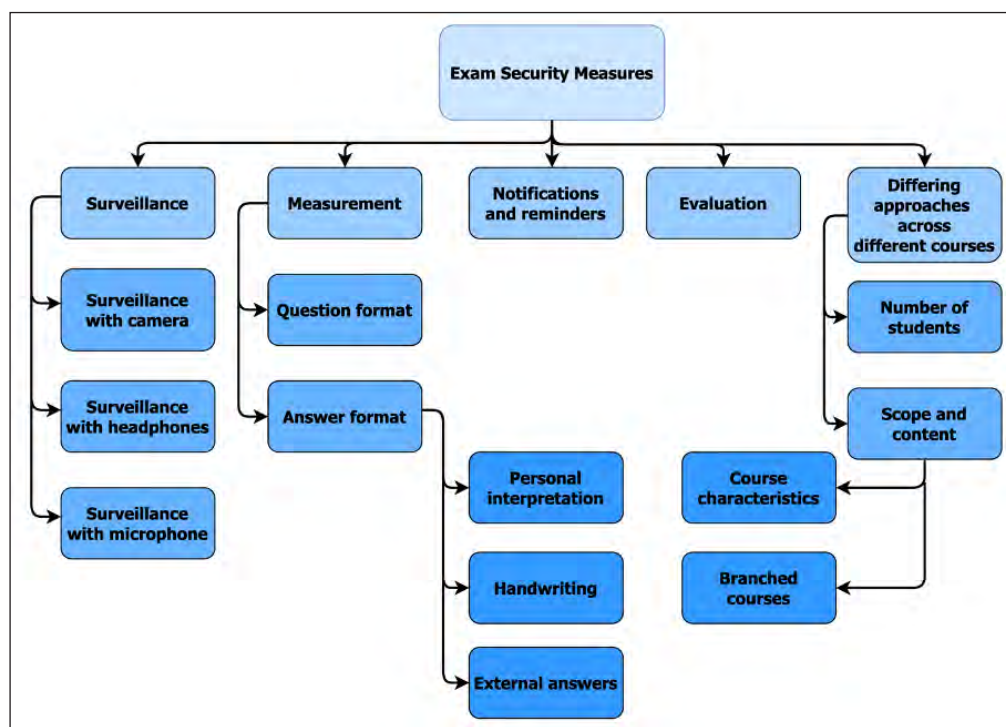 Exam Security Measures
Surveillance
Measurement
Notifications
and reminders
Evaluation
Differing
approaches
across
different courses
Surveillance
with camera
Question format
Number of
students
Surveillance
with headphones
Answer format
Scope and
content
Personal
interpretation
Course
characteristics
Surveillance
with microphone
Handwriting
Branched
courses
External answers